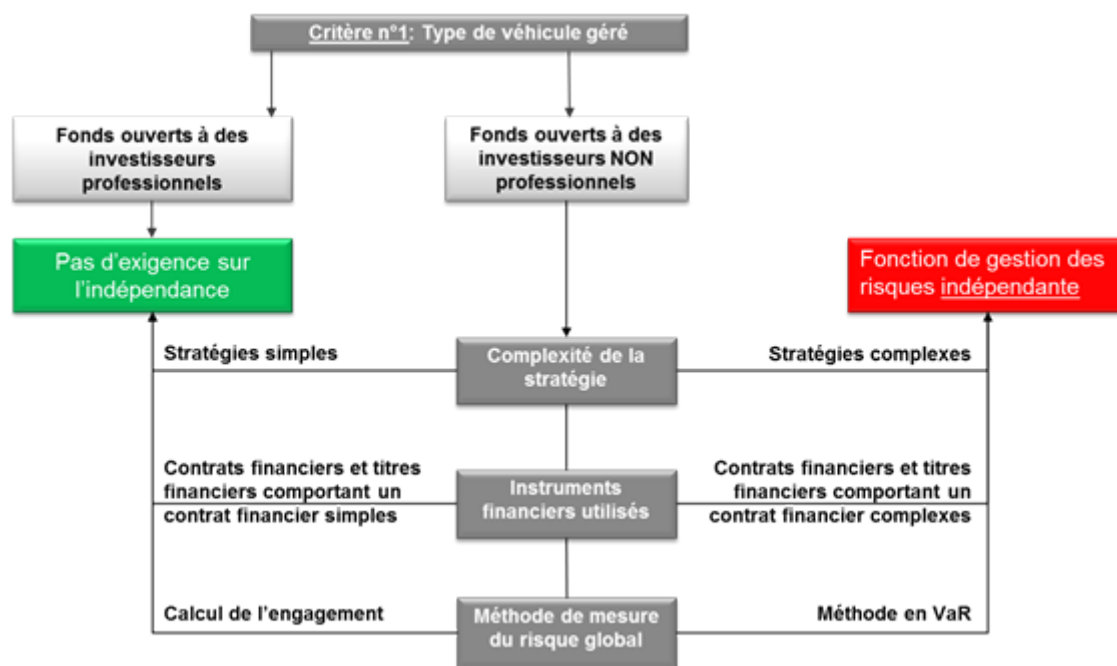 Critère n°1: Type de véhicule géré
Fonds ouverts à des
investisseurs
professionnels
Fonds ouverts à des
investisseurs NON
professionnels
Pas d'exigence sur
l'indépendance
Fonction de gestion des
risques indépendante
Stratégies simples
Complexité de la
stratégie
Stratégies complexes
Contrats financiers et titres
financiers comportant un
contrat financier simples
Instruments
financiers utilisés
Contrats financiers et titres
financiers comportant un
contrat financier complexes
Calcul de l'engagement
Méthode de mesure
du risque global
Méthode en VaR